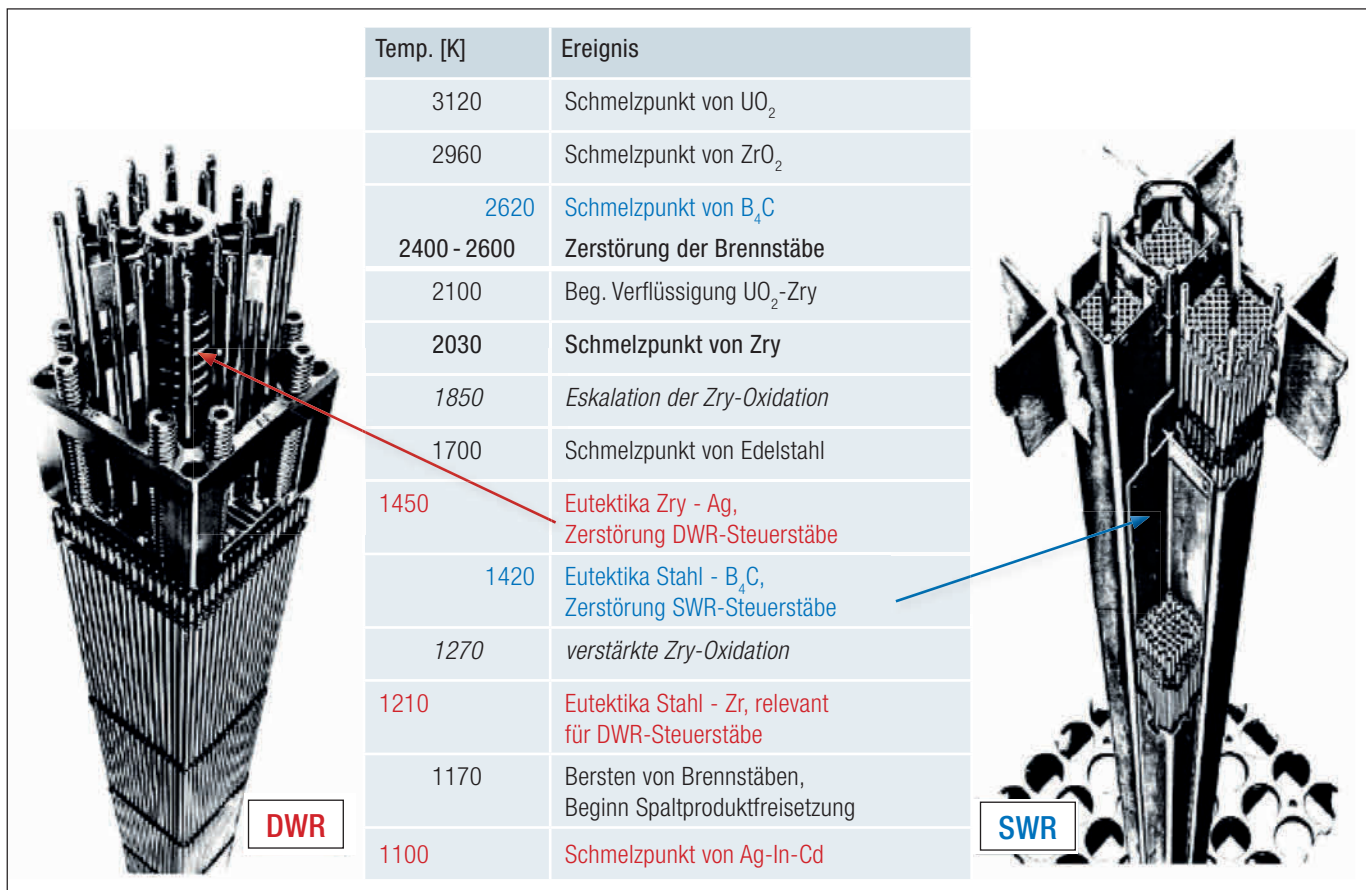 Temp. [K] Ereignis
3120 Schmelzpunkt von UO₂
2960 Schmelzpunkt von ZrO₂
2620 Schmelzpunkt von B₄C
2400 - 2600 Zerstörung der Brennstäbe
2100 Beg. Verflüssigung UO₂-Zry
2030 Schmelzpunkt von Zry
1850 Eskalation der Zry-Oxidation
1700 Schmelzpunkt von Edelstahl
1450 Eutektika Zry - Ag,
Zerstörung DWR-Steuerstäbe
1420 Eutektika Stahl - B₄C,
Zerstörung SWR-Steuerstäbe
1270 verstärkte Zry-Oxidation
1210 Eutektika Stahl - Zr, relevant
für DWR-Steuerstäbe
1170 Bersten von Brennstäben,
Beginn Spaltproduktfreisetzung
1100 Schmelzpunkt von Ag-In-Cd
DWR
SWR